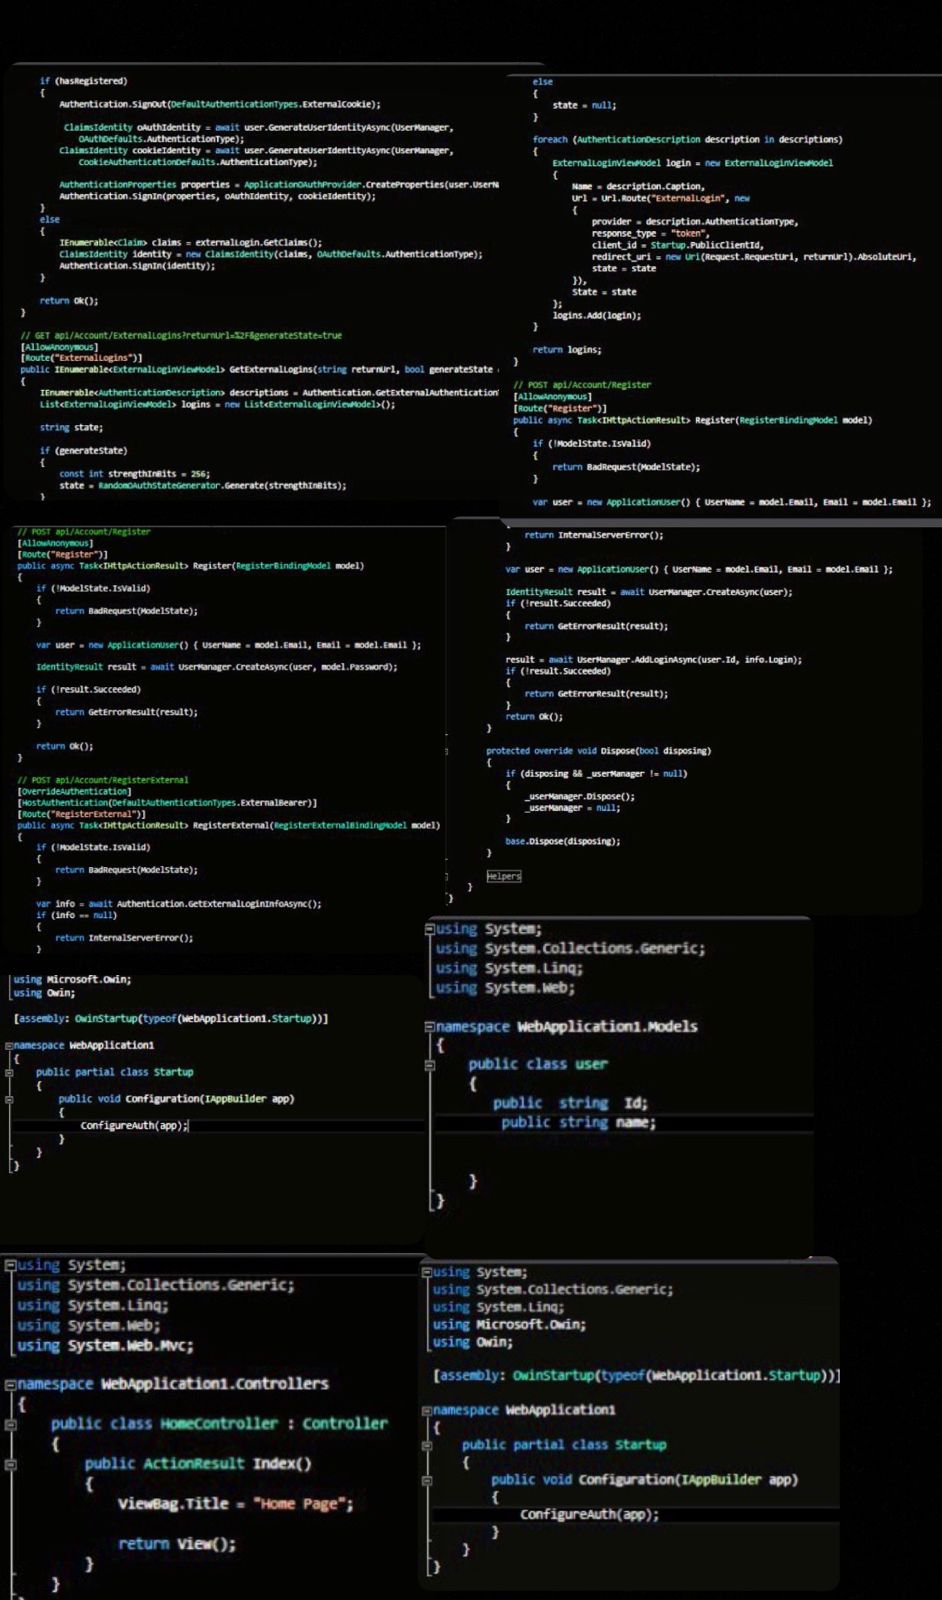 if (hasRegistered)
{
Authentication.SignOut(DefaultAuthenticationTypes.ExternalCookie);
ClaimsIdentity oAuthIdentity = await user.GenerateUserIdentityAsync(UserManager,
OAuthDefaults.AuthenticationType);
ClaimsIdentity cookieIdentity = await user.GenerateUserIdentityAsync(UserManager,
CookieAuthenticationDefaults.AuthenticationType);
AuthenticationProperties properties = ApplicationOAuthProvider.CreateProperties(user.UserN
Authentication.SignIn(properties, oAuthIdentity, cookieIdentity);
}
else
{
IEnumerable<Claim> claims = externalLogin.GetClaims();
ClaimsIdentity identity = new ClaimsIdentity(claims, OAuthDefaults.AuthenticationType);
Authentication.SignIn(identity);
}
return Ok();
}
// GET api/Account/ExternalLogins?returnUrl=%2F&generateState=true
[AllowAnonymous]
[Route("ExternalLogins")]
public IEnumerable<ExternalLoginViewModel> GetExternalLogins(string returnUrl, bool generateState
{
IEnumerable<AuthenticationDescription> descriptions = Authentication.GetExternalAuthentication
List<ExternalLoginViewModel> logins = new List<ExternalLoginViewModel>();
string state;
if (generateState)
{
const int strengthInBits = 256;
state = RandomOAuthStateGenerator.Generate(strengthInBits);
}
else
{
state = null;
}
foreach (AuthenticationDescription description in descriptions)
{
ExternalLoginViewModel login = new ExternalLoginViewModel
{
Name = description.Caption,
Url = Url.Route("ExternalLogin", new
{
provider = description.AuthenticationType,
response_type = "token",
client_id = Startup.PublicClientId,
redirect_uri = new Uri(Request.RequestUri, returnUrl).AbsoluteUri,
state = state
}),
State = state
};
logins.Add(login);
}
return logins;
}
// POST api/Account/Register
[AllowAnonymous]
[Route("Register")]
public async Task<IHttpActionResult> Register(RegisterBindingModel model)
{
if (!ModelState.IsValid)
{
return BadRequest(ModelState);
}
var user = new ApplicationUser() { UserName = model.Email, Email = model.Email };
// POST api/Account/Register
[AllowAnonymous]
[Route("Register")]
public async Task<IHttpActionResult> Register(RegisterBindingModel model)
{
if (!ModelState.IsValid)
{
return BadRequest(ModelState);
}
var user = new ApplicationUser() { UserName = model.Email, Email = model.Email };
IdentityResult result = await UserManager.CreateAsync(user, model.Password);
if (!result.Succeeded)
{
return GetErrorResult(result);
}
return Ok();
}
// POST api/Account/RegisterExternal
[OverrideAuthentication]
[HostAuthentication(DefaultAuthenticationTypes.ExternalBearer)]
[Route("RegisterExternal")]
public async Task<IHttpActionResult> RegisterExternal(RegisterExternalBindingModel model)
{
if (!ModelState.IsValid)
{
return BadRequest(ModelState);
}
var info = await Authentication.GetExternalLoginInfoAsync();
if (info == null)
{
return InternalServerError();
}
return InternalServerError();
}
var user = new ApplicationUser() { UserName = model.Email, Email = model.Email };
IdentityResult result = await UserManager.CreateAsync(user);
if (!result.Succeeded)
{
return GetErrorResult(result);
}
result = await UserManager.AddLoginAsync(user.Id, info.Login);
if (!result.Succeeded)
{
return GetErrorResult(result);
}
return Ok();
}
protected override void Dispose(bool disposing)
{
if (disposing && _userManager != null)
{
_userManager.Dispose();
_userManager = null;
}
base.Dispose(disposing);
}
Helpers
}
}
using Microsoft.Owin;
using Owin;
[assembly: OwinStartup(typeof(WebApplication1.Startup))]
namespace WebApplication1
{
public partial class Startup
{
public void Configuration(IAppBuilder app)
{
ConfigureAuth(app);
}
}
}
using System;
using System.Collections.Generic;
using System.Linq;
using System.Web;
namespace WebApplication1.Models
{
public class user
{
public string Id;
public string name;
}
}
using System;
using System.Collections.Generic;
using System.Linq;
using System.Web;
using System.Web.Mvc;
namespace WebApplication1.Controllers
{
public class HomeController : Controller
{
public ActionResult Index()
{
ViewBag.Title = "Home Page";
return View();
}
}
using System;
using System.Collections.Generic;
using System.Linq;
using Microsoft.Owin;
using Owin;
[assembly: OwinStartup(typeof(WebApplication1.Startup))]
namespace WebApplication1
{
public partial class Startup
{
public void Configuration(IAppBuilder app)
{
ConfigureAuth(app);
}
}
}